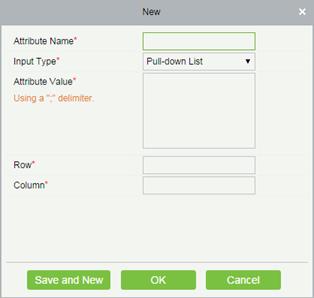 New ×
Attribute Name*
Input Type* Pull-down List ▼
Attribute Value*
Using a ";" delimiter.
Row*
Column*
Save and New OK Cancel